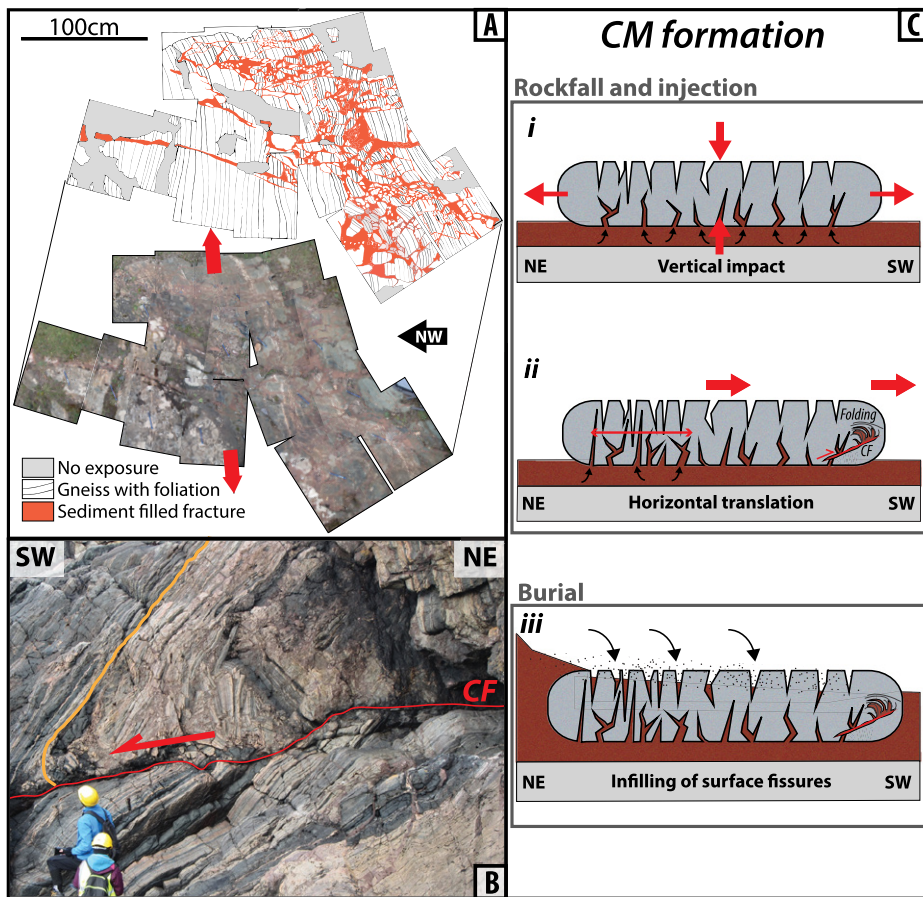 100cm
A
NW
No exposure
Gneiss with foliation
Sediment filled fracture
SW
NE
CF
B
C
CM formation
Rockfall and injection
i
NE
Vertical impact
SW
ii
Folding
CF
NE
Horizontal translation
SW
Burial
iii
NE
Infilling of surface fissures
SW